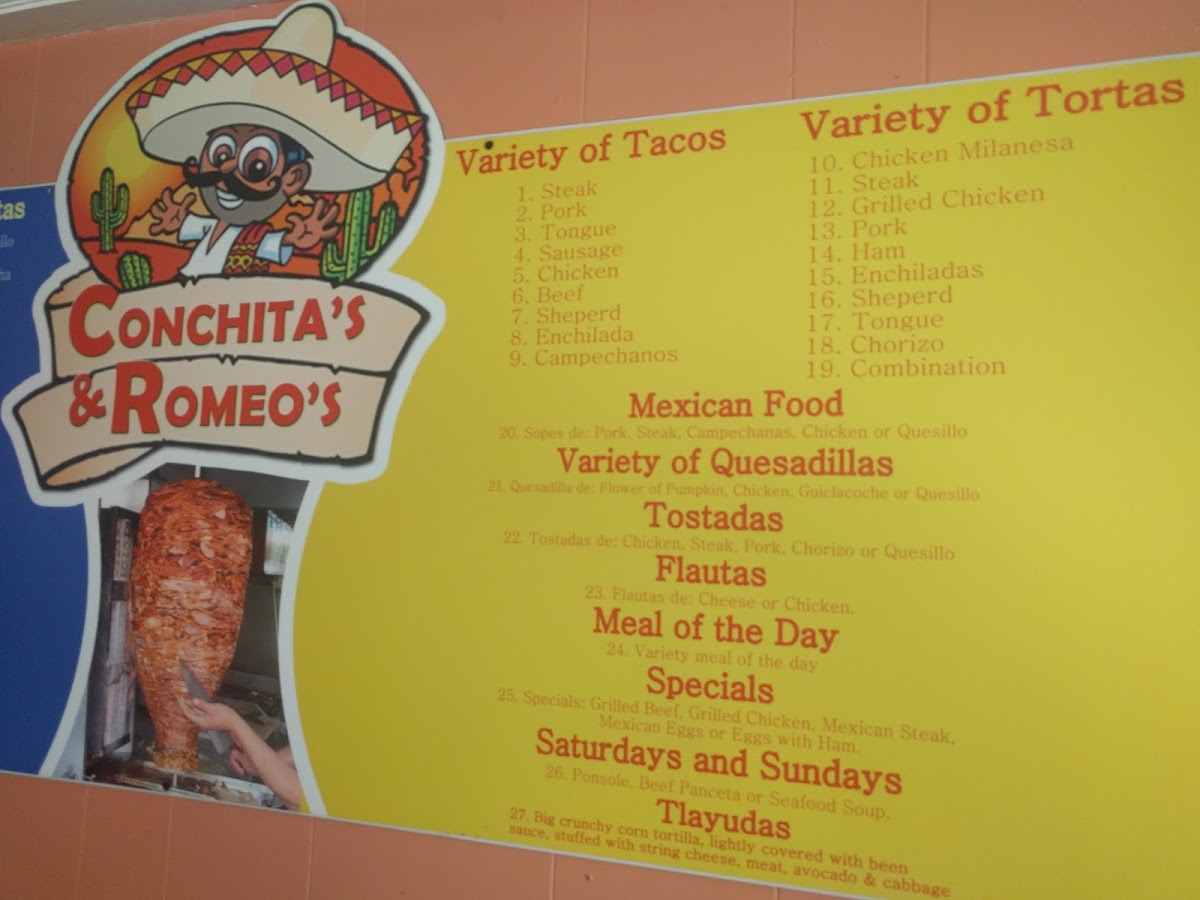 tas
CONCHITA'S
& ROMEO'S
Variety of Tacos
1. Steak
2. Pork
3. Tongue
4. Sausage
5. Chicken
6. Beef
7. Sheperd
8. Enchilada
9. Campechanos
Variety of Tortas
10. Chicken Milanesa
11. Steak
12. Grilled Chicken
13. Pork
14. Ham
15. Enchiladas
16. Sheperd
17. Tongue
18. Chorizo
19. Combination
Mexican Food
20. Sopes de: Pork, Steak, Campechanas, Chicken or Quesillo
Variety of Quesadillas
21. Quesadilla de: Flower of Pumpkin, Chicken, Guiclacoche or Quesillo
Tostadas
22. Tostadas de: Chicken, Steak, Pork, Chorizo or Quesillo
Flautas
23. Flautas de: Cheese or Chicken.
Meal of the Day
24. Variety meal of the day
Specials
25. Specials: Grilled Beef, Grilled Chicken, Mexican Steak,
Mexican Eggs or Eggs with Ham.
Saturdays and Sundays
26. Ponsole, Beef Panceta or Seafood Soup.
Tlayudas
27. Big crunchy corn tortilla, lightly covered with been
sauce, stuffed with string cheese, meat, avocado & cabbage